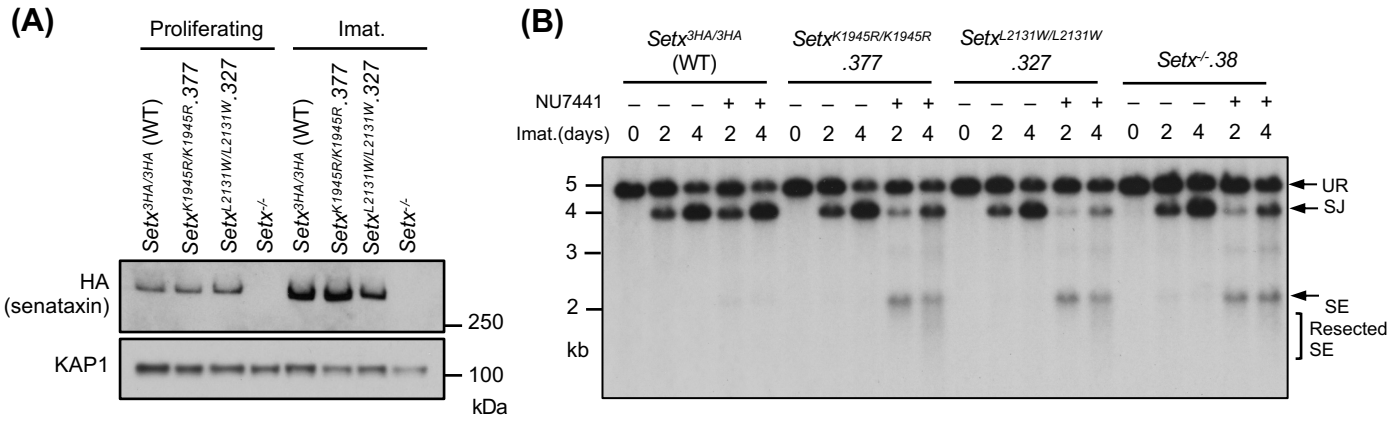 (A)
Proliferating Imat.
Setx3HA/3HA (WT)
SetxK1945R/K1945R.377
SetxL2131W/L2131W.327
Setx-/-
Setx3HA/3HA (WT)
SetxK1945R/K1945R.377
SetxL2131W/L2131W.327
Setx-/-
HA
(senataxin)
250
KAP1
100
kDa
(B)
Setx3HA/3HA
(WT)
SetxK1945R/K1945R
.377
SetxL2131W/L2131W
.327
Setx-/-.38
NU7441 – – – + + – – – + + – – – + + – – – + +
Imat.(days) 0 2 4 2 4 0 2 4 2 4 0 2 4 2 4 0 2 4 2 4
5
4
3
2
kb
UR
SJ
SE
Resected
SE